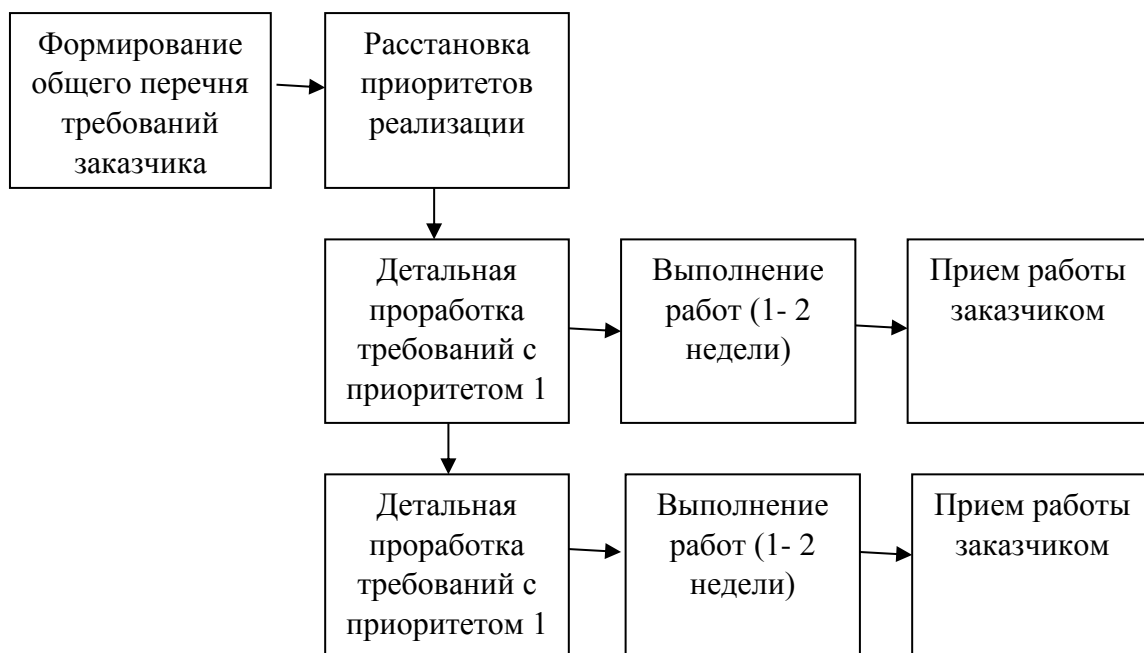 Формирование
общего перечня
требований
заказчика
Расстановка
приоритетов
реализации
Детальная
проработка
требований с
приоритетом 1
Выполнение
работ (1- 2
недели)
Прием работы
заказчиком
Детальная
проработка
требований с
приоритетом 1
Выполнение
работ (1- 2
недели)
Прием работы
заказчиком